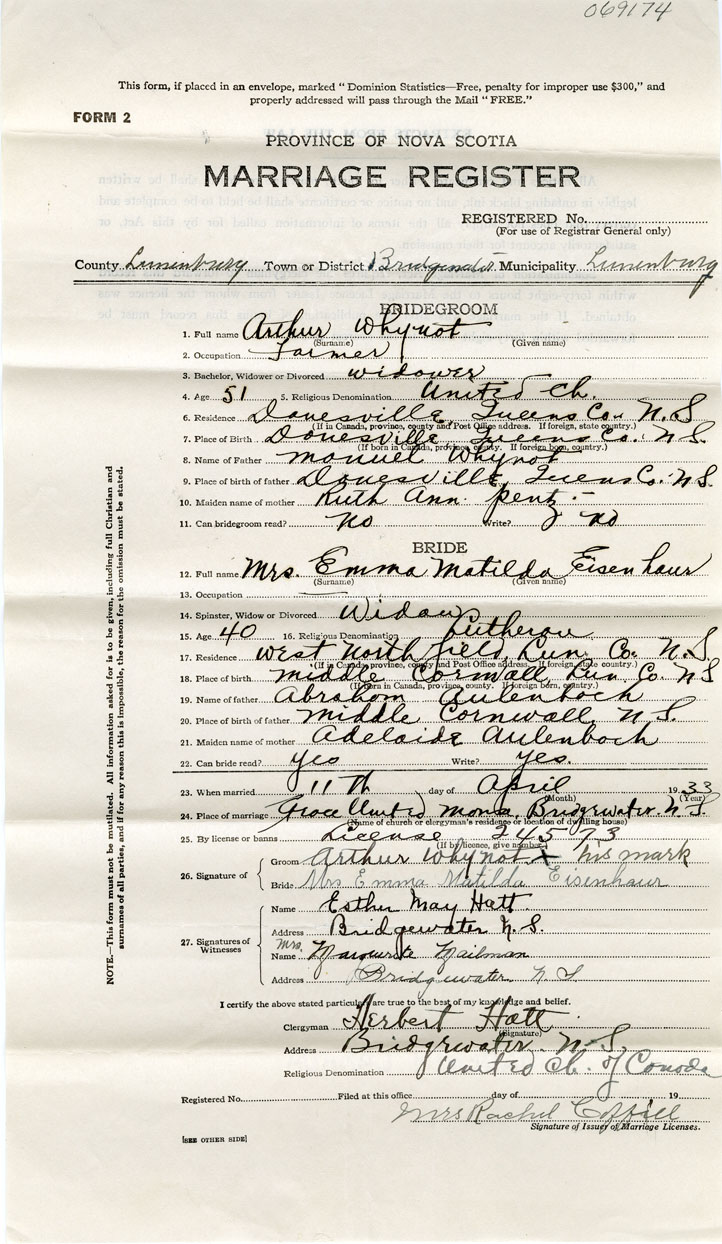 069174
This form, if placed in an envelope, marked "Dominion Statistics—Free, penalty for improper use $300," and
properly addressed will pass through the Mail "FREE."
FORM 2
PROVINCE OF NOVA SCOTIA
MARRIAGE REGISTER
REGISTERED No.
(For use of Registrar General only)
County Lunenburg Town or District Bridgewater Municipality Lunenburg
BRIDEGROOM
1. Full name Arthur Whynot
(Surname) (Given name)
2. Occupation Farmer
3. Bachelor, Widower or Divorced widower
4. Age 51 5. Religious Denomination United Ch.
6. Residence Danesville, Queens Co. N.S
(If in Canada, province, county and Post Office address. If foreign, state country.)
7. Place of Birth Danesville Queens Co. N S.
(If born in Canada, province, county. If foreign born, country.)
8. Name of Father Manuel Whynot
9. Place of birth of father Danesville, Queens Co. N S.
10. Maiden name of mother Ruth Ann. Pentz.-
11. Can bridegroom read? No Write? no
BRIDE
12. Full name Mrs. Emma Matilda Eisenhaur
(Surname) (Given name)
13. Occupation
14. Spinster, Widow or Divorced Widow
15. Age 40 16. Religious Denomination Lutheran
17. Residence West Northfield, Lun. Co. N.S.
(If in Canada, province, county and Post Office address. If foreign, state country.)
18. Place of birth Middle Cornwall Lun. Co. N S
(If born in Canada, province, county. If foreign born, country.)
19. Name of father Abraham Aulenbach
20. Place of birth of father Middle Cornwall, N S.
21. Maiden name of mother Adelaide Aulenbach
22. Can bride read? Yes Write? Yes.
23. When married 11 Th day of April 19 33
(Month) (Year)
24. Place of marriage Grace United manse, Bridgewater. N. S.
(Name of church or clergyman's residence or location of dwelling house)
25. By license or banns License 24573
(If by licence, give number)
26. Signature of
Groom Arthur Whynot X his mark
Bride Mrs Emma Matilda Eisenhaur
27. Signatures of Witnesses
Name Esther May Hatt.
Address Bridgewater N.S.
Name Mrs. Marguerite Zailman
Address Bridgewater N S
I certify the above stated particulars are true to the best of my knowledge and belief.
Clergyman Herbert Hatt
(Signature)
Address Bridgewater. N-S.
Religious Denomination United Ch. of Canada
Registered No. Filed at this office day of 19
Mrs Rachel
Signature of Issuer of Marriage Licenses.
[SEE OTHER SIDE]
NOTE.—This form must not be mutilated. All information asked for is to be given, including full Christian and
surnames of all parties, and if for any reason this is impossible, the reason for the omission must be stated.